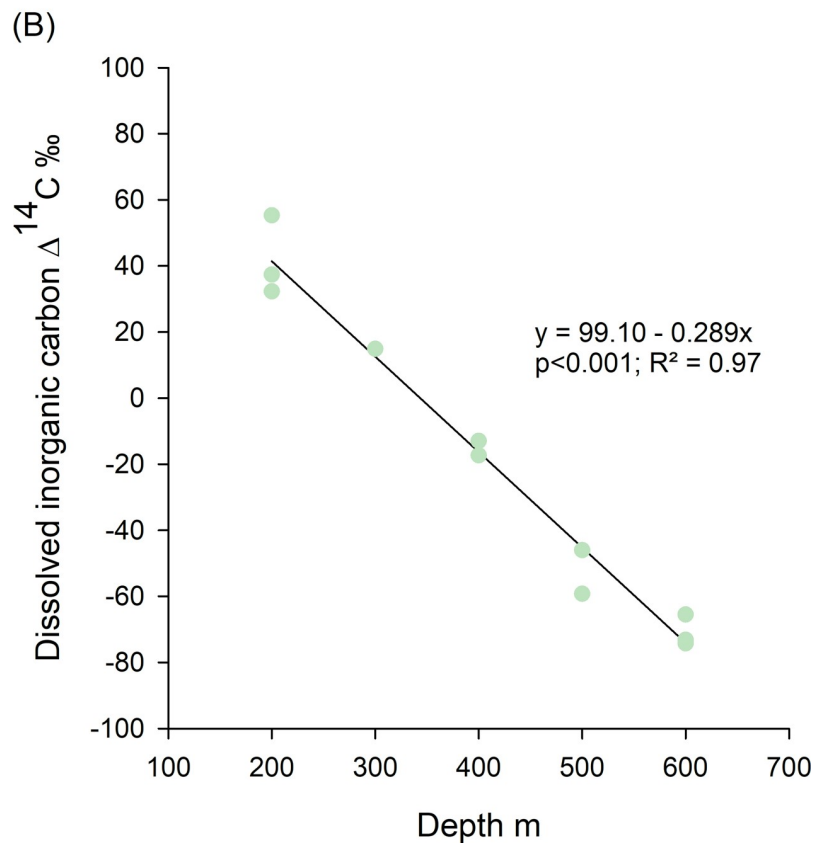 (B)
Dissolved inorganic carbon Δ ¹⁴C ‰
100
80
60
40
20
0
-20
-40
-60
-80
-100
y = 99.10 - 0.289x
p<0.001; R² = 0.97
100 200 300 400 500 600 700
Depth m